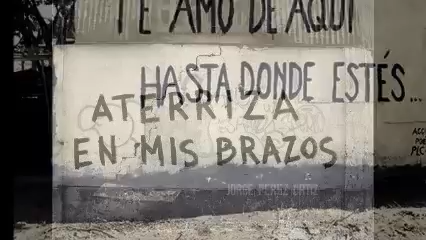 TE AMO DE AQUÍ
HASTA DONDE ESTÉS...
ATERRIZA
EN MIS BRAZOS